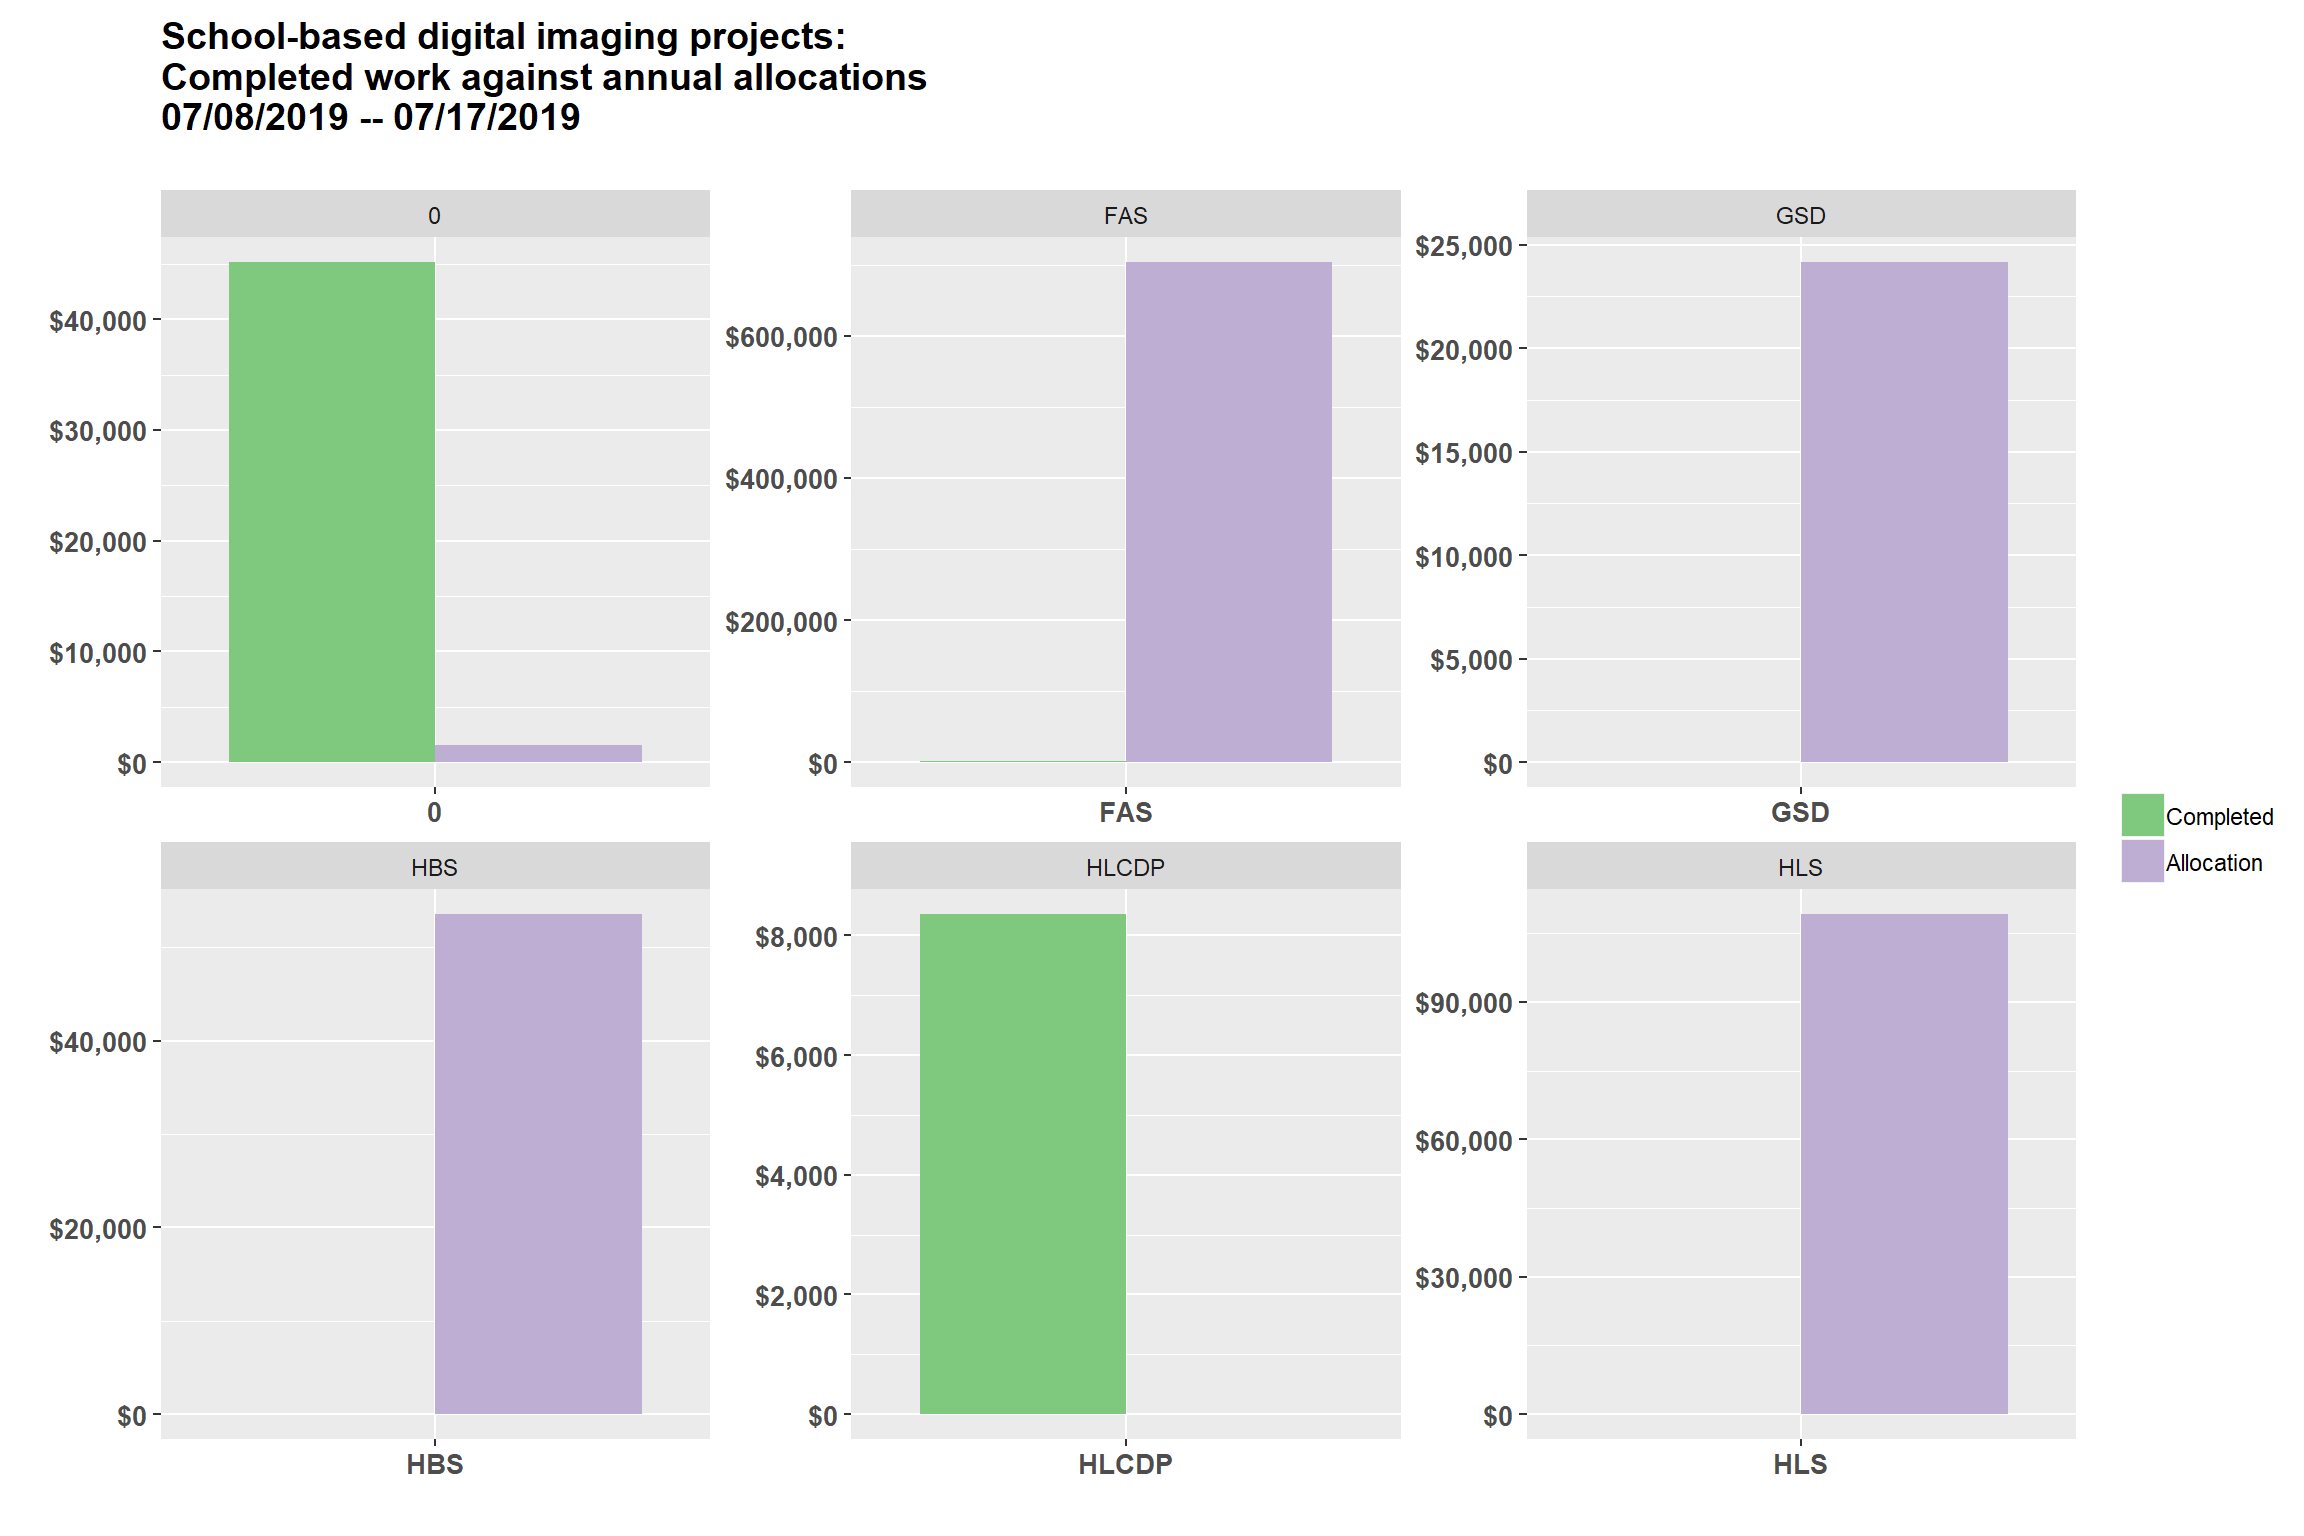 School-based digital imaging projects:
Completed work against annual allocations
07/08/2019 -- 07/17/2019
0
$40,000
$30,000
$20,000
$10,000
$0
0
FAS
$600,000
$400,000
$200,000
$0
FAS
GSD
$25,000
$20,000
$15,000
$10,000
$5,000
$0
GSD
HBS
$40,000
$20,000
$0
HBS
HLCDP
$8,000
$6,000
$4,000
$2,000
$0
HLCDP
HLS
$90,000
$60,000
$30,000
$0
HLS
Completed
Allocation